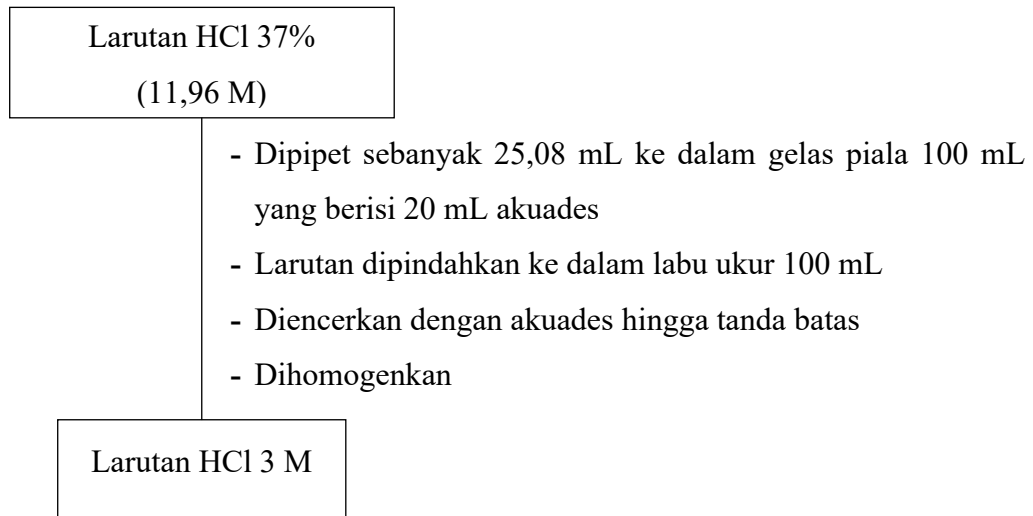 Larutan HCl 37%
(11,96 M)
- Dipipet sebanyak 25,08 mL ke dalam gelas piala 100 mL
yang berisi 20 mL akuades
- Larutan dipindahkan ke dalam labu ukur 100 mL
- Diencerkan dengan akuades hingga tanda batas
- Dihomogenkan
Larutan HCl 3 M